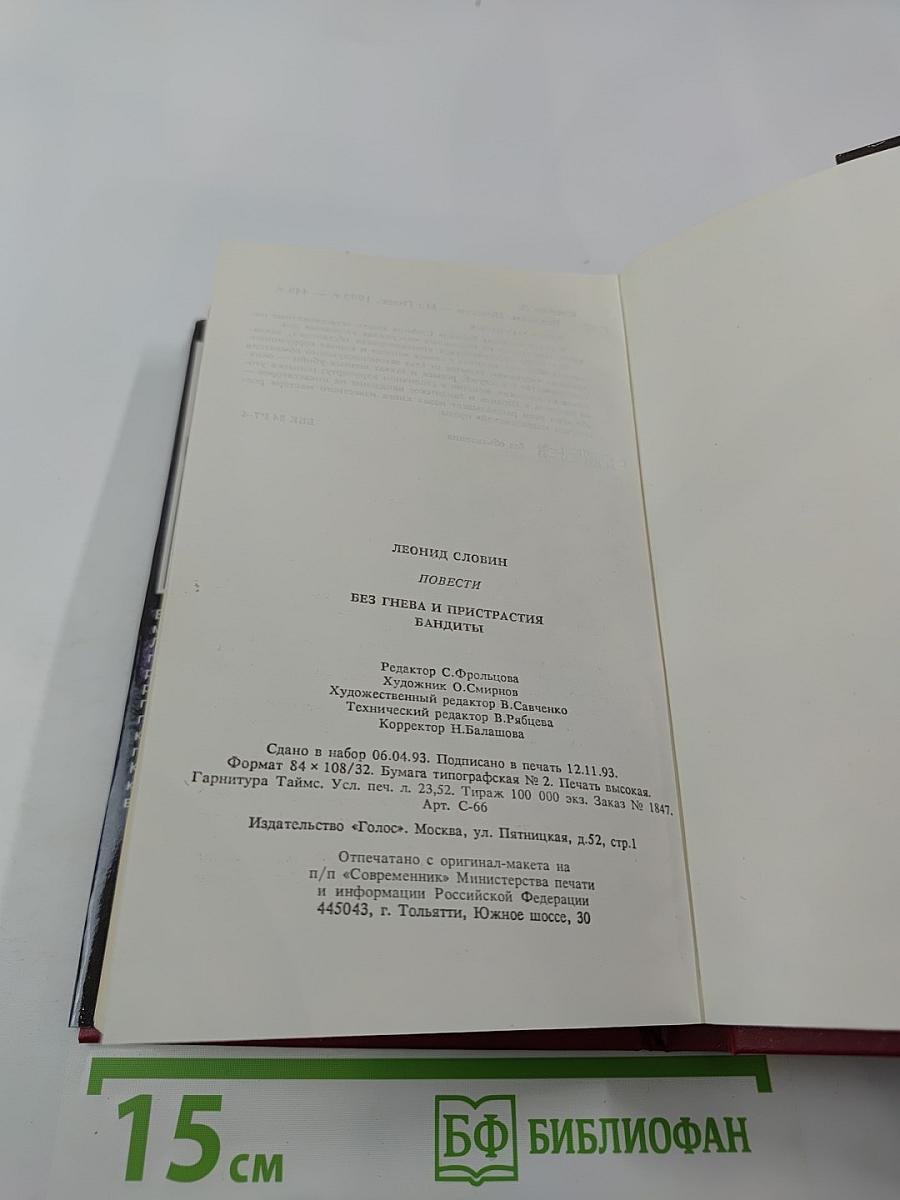 ЛЕОНИД СЛОВИН
ПОВЕСТИ
БЕЗ ГНЕВА И ПРИСТРАСТИЯ
БАНДИТЫ
Редактор С.Фрольцова
Художник О.Смирнов
Художественный редактор В.Савченко
Технический редактор В.Рябцева
Корректор Н.Балашова
Сдано в набор 06.04.93. Подписано в печать 12.11.93.
Формат 84 × 108/32. Бумага типографская № 2. Печать высокая.
Гарнитура Таймс. Усл. печ. л. 23,52. Тираж 100 000 экз. Заказ № 1847.
Арт. С-66
Издательство «Голос». Москва, ул. Пятницкая, д.52, стр.1
Отпечатано с оригинал-макета на
п/п «Современник» Министерства печати
и информации Российской Федерации
445043, г. Тольятти, Южное шоссе, 30
15 см
БФ БИБЛИОФАН